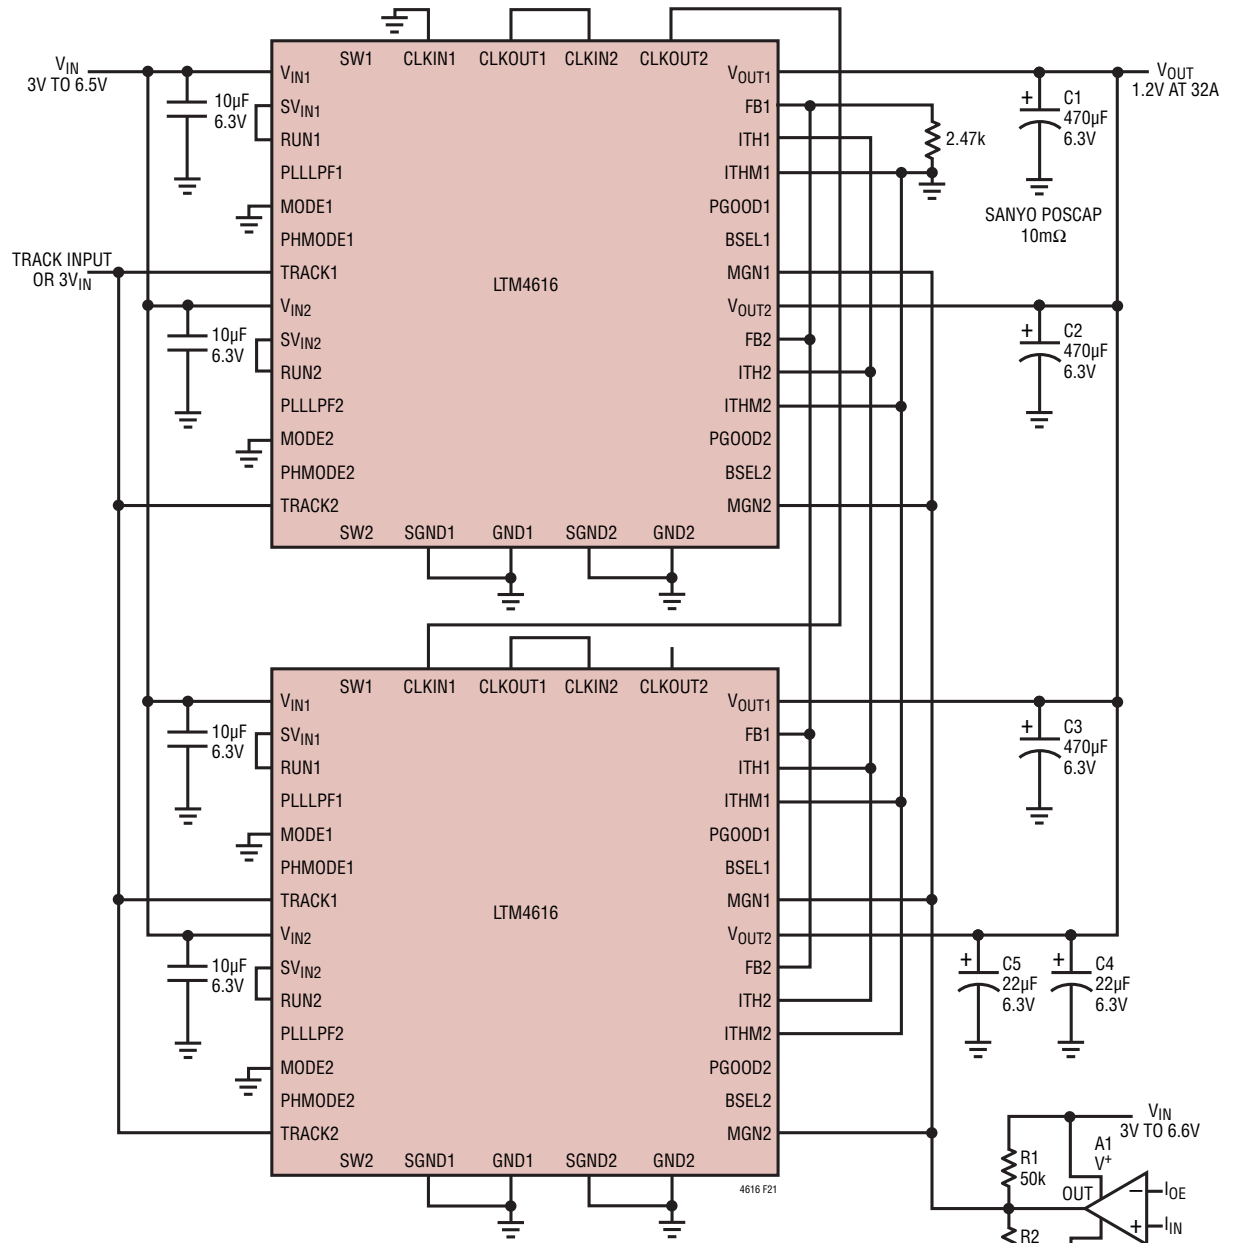 SW1 CLKIN1 CLKOUT1 CLKIN2 CLKOUT2
VIN
3V TO 6.5V
10µF
6.3V
VIN1
SVIN1
RUN1
PLLLPF1
MODE1
PHMODE1
TRACK INPUT
OR 3VIN
TRACK1
VIN2
10µF
6.3V
SVIN2
RUN2
PLLLPF2
MODE2
PHMODE2
TRACK2
LTM4616
VOUT1
FB1
ITH1
ITHM1
PGOOD1
BSEL1
MGN1
VOUT2
FB2
ITH2
ITHM2
PGOOD2
BSEL2
MGN2
SW2 SGND1 GND1 SGND2 GND2
2.47k
VOUT
1.2V AT 32A
+ C1
470µF
6.3V
SANYO POSCAP
10mΩ
+ C2
470µF
6.3V
SW1 CLKIN1 CLKOUT1 CLKIN2 CLKOUT2
10µF
6.3V
VIN1
SVIN1
RUN1
PLLLPF1
MODE1
PHMODE1
TRACK1
VIN2
10µF
6.3V
SVIN2
RUN2
PLLLPF2
MODE2
PHMODE2
TRACK2
LTM4616
VOUT1
FB1
ITH1
ITHM1
PGOOD1
BSEL1
MGN1
VOUT2
FB2
ITH2
ITHM2
PGOOD2
BSEL2
MGN2
SW2 SGND1 GND1 SGND2 GND2
4616 F21
+ C3
470µF
6.3V
+ C5
22µF
6.3V
+ C4
22µF
6.3V
VIN
3V TO 6.6V
R1
50k
A1
V+
OUT
– IOE
+ IIN
R2